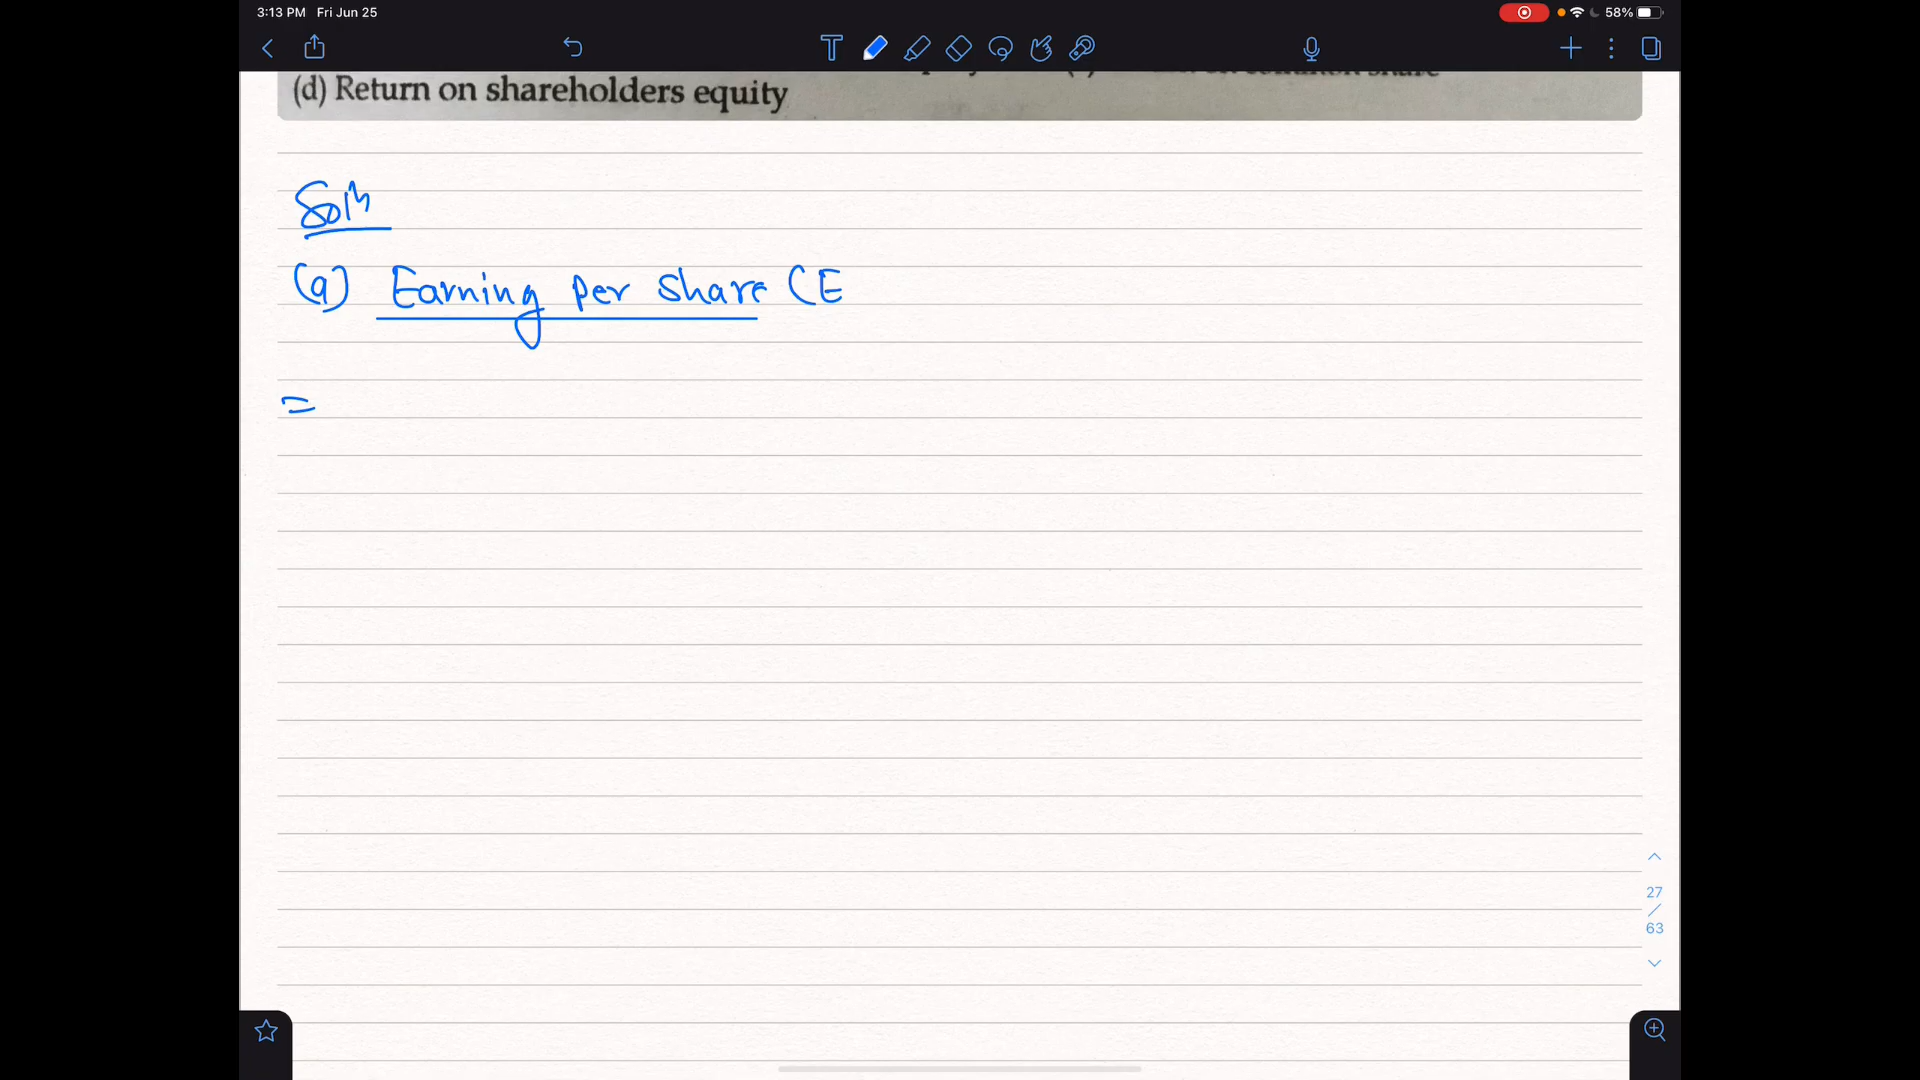 3:13 PM Fri Jun 25
58%
(d) Return on shareholders equity
Soln
(a) Earning per share (E
=
27
/
63